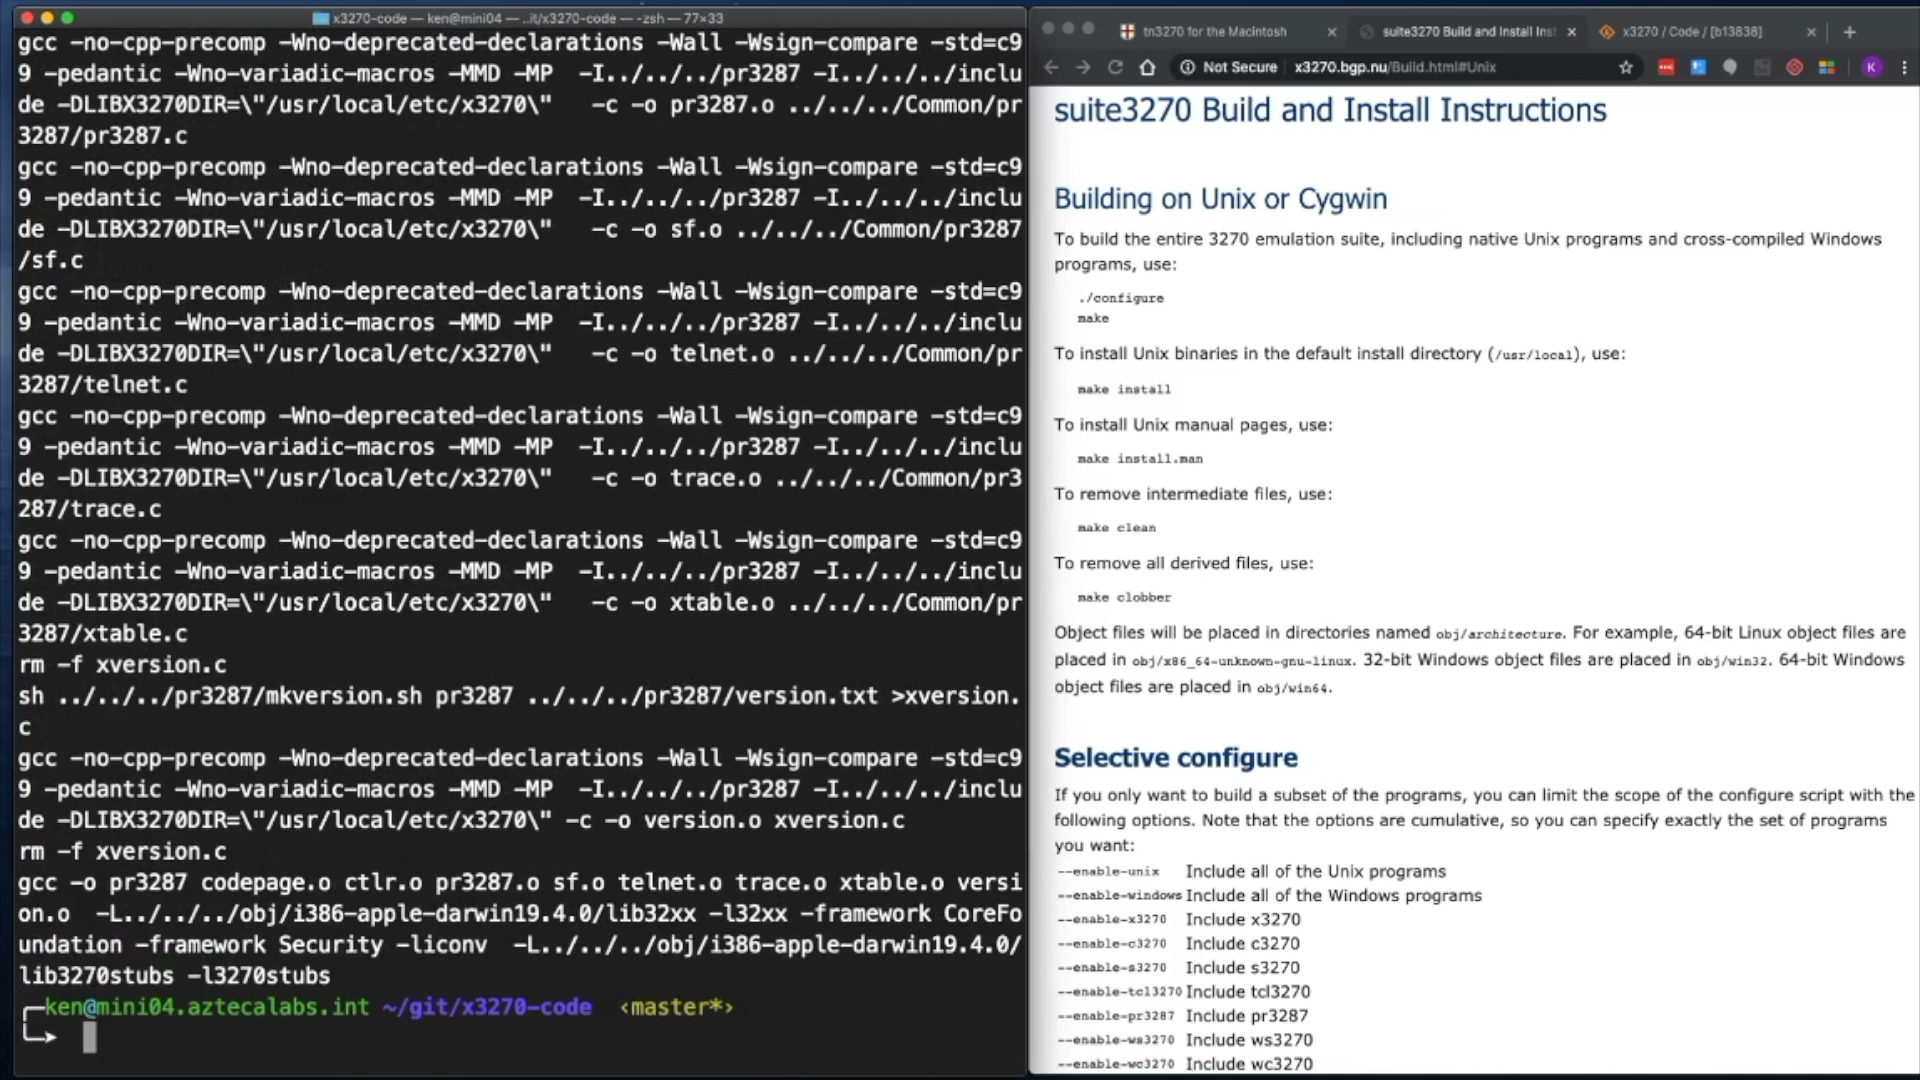 x3270-code — ken@mini04 — ..it/x3270-code — -zsh — 77×33
gcc -no-cpp-precomp -Wno-deprecated-declarations -Wall -Wsign-compare -std=c9
9 -pedantic -Wno-variadic-macros -MMD -MP  -I../../../pr3287 -I../../../inclu
de -DLIBX3270DIR=\"/usr/local/etc/x3270\"   -c -o pr3287.o ../../../Common/pr
3287/pr3287.c
gcc -no-cpp-precomp -Wno-deprecated-declarations -Wall -Wsign-compare -std=c9
9 -pedantic -Wno-variadic-macros -MMD -MP  -I../../../pr3287 -I../../../inclu
de -DLIBX3270DIR=\"/usr/local/etc/x3270\"   -c -o sf.o ../../../Common/pr3287
/sf.c
gcc -no-cpp-precomp -Wno-deprecated-declarations -Wall -Wsign-compare -std=c9
9 -pedantic -Wno-variadic-macros -MMD -MP  -I../../../pr3287 -I../../../inclu
de -DLIBX3270DIR=\"/usr/local/etc/x3270\"   -c -o telnet.o ../../../Common/pr
3287/telnet.c
gcc -no-cpp-precomp -Wno-deprecated-declarations -Wall -Wsign-compare -std=c9
9 -pedantic -Wno-variadic-macros -MMD -MP  -I../../../pr3287 -I../../../inclu
de -DLIBX3270DIR=\"/usr/local/etc/x3270\"   -c -o trace.o ../../../Common/pr3
287/trace.c
gcc -no-cpp-precomp -Wno-deprecated-declarations -Wall -Wsign-compare -std=c9
9 -pedantic -Wno-variadic-macros -MMD -MP  -I../../../pr3287 -I../../../inclu
de -DLIBX3270DIR=\"/usr/local/etc/x3270\"   -c -o xtable.o ../../../Common/pr
3287/xtable.c
rm -f xversion.c
sh ../../../pr3287/mkversion.sh pr3287 ../../../pr3287/version.txt >xversion.
c
gcc -no-cpp-precomp -Wno-deprecated-declarations -Wall -Wsign-compare -std=c9
9 -pedantic -Wno-variadic-macros -MMD -MP  -I../../../pr3287 -I../../../inclu
de -DLIBX3270DIR=\"/usr/local/etc/x3270\" -c -o version.o xversion.c
rm -f xversion.c
gcc -o pr3287 codepage.o ctlr.o pr3287.o sf.o telnet.o trace.o xtable.o versi
on.o  -L../../../obj/i386-apple-darwin19.4.0/lib32xx -l32xx -framework CoreFo
undation -framework Security -liconv  -L../../../obj/i386-apple-darwin19.4.0/
lib3270stubs -l3270stubs
ken@mini04.aztecalabs.int ~/git/x3270-code  ‹master*›
tn3270 for the Macintosh
suite3270 Build and Install Inst
x3270 / Code / [b13838]
Not Secure | x3270.bgp.nu/Build.html#Unix
K
suite3270 Build and Install Instructions
Building on Unix or Cygwin
To build the entire 3270 emulation suite, including native Unix programs and cross-compiled Windows
programs, use:
./configure
make
To install Unix binaries in the default install directory (/usr/local), use:
make install
To install Unix manual pages, use:
make install.man
To remove intermediate files, use:
make clean
To remove all derived files, use:
make clobber
Object files will be placed in directories named obj/architecture. For example, 64-bit Linux object files are
placed in obj/x86_64-unknown-gnu-linux. 32-bit Windows object files are placed in obj/win32. 64-bit Windows
object files are placed in obj/win64.
Selective configure
If you only want to build a subset of the programs, you can limit the scope of the configure script with the
following options. Note that the options are cumulative, so you can specify exactly the set of programs
you want:
--enable-unix Include all of the Unix programs
--enable-windows Include all of the Windows programs
--enable-x3270 Include x3270
--enable-c3270 Include c3270
--enable-s3270 Include s3270
--enable-tcl3270 Include tcl3270
--enable-pr3287 Include pr3287
--enable-ws3270 Include ws3270
--enable-wc3270 Include wc3270